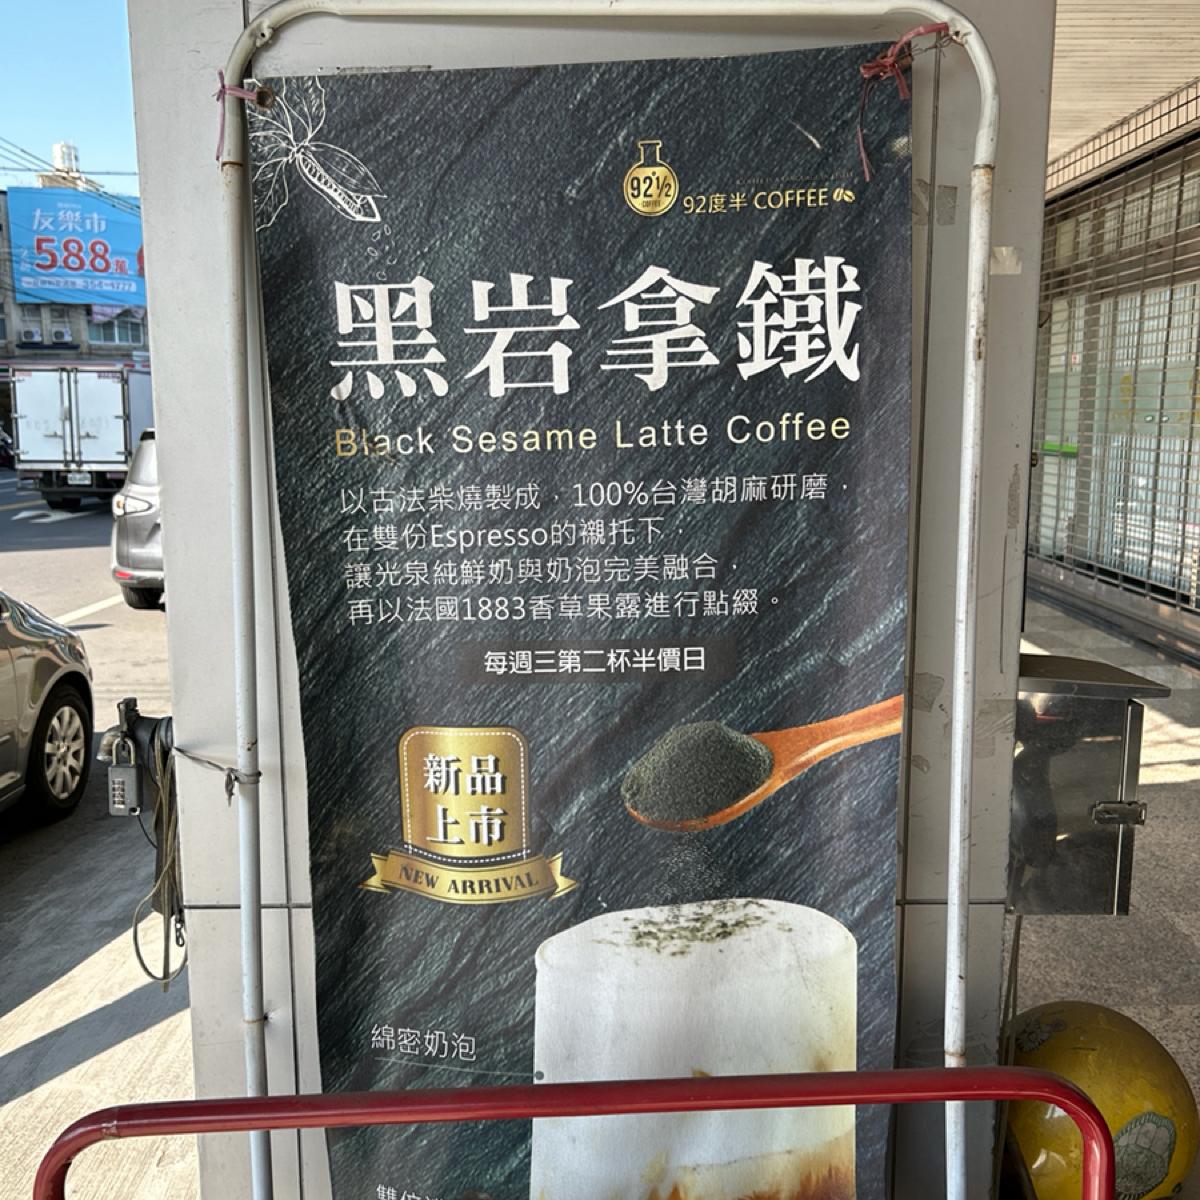 92½
COFFEE
92度半 COFFEE
黑岩拿鐵
Black Sesame Latte Coffee
以古法柴燒製成，100%台灣胡麻研磨，
在雙份Espresso的襯托下，
讓光泉純鮮奶與奶泡完美融合，
再以法國1883香草果露進行點綴。
每週三第二杯半價日
新品
上市
NEW ARRIVAL
綿密奶泡
友樂市
588萬